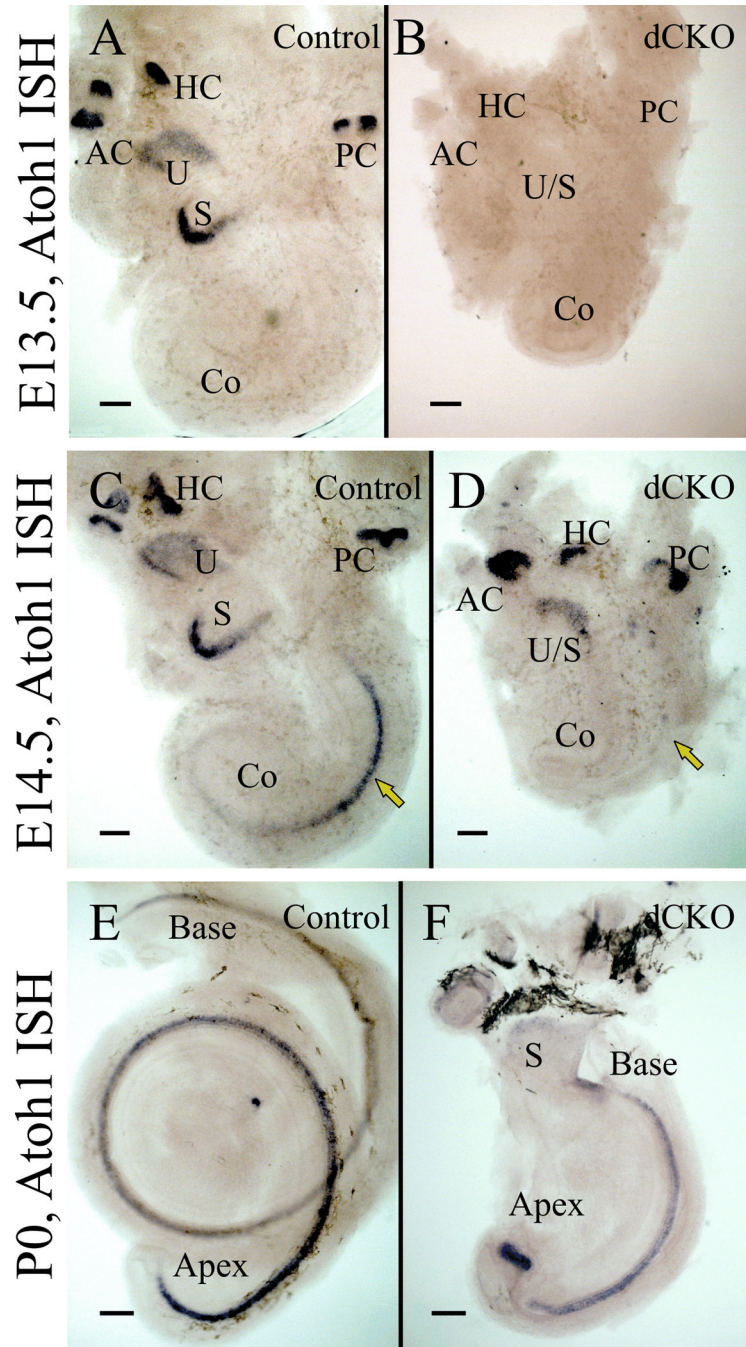 E13.5, Atoh1 ISH
A
Control
HC
AC
U
PC
S
Co
B
dCKO
HC
PC
AC
U/S
Co
E14.5, Atoh1 ISH
C
Control
HC
U
PC
S
Co
D
dCKO
HC
PC
AC
U/S
Co
P0, Atoh1 ISH
E
Control
Base
Apex
F
dCKO
S
Base
Apex